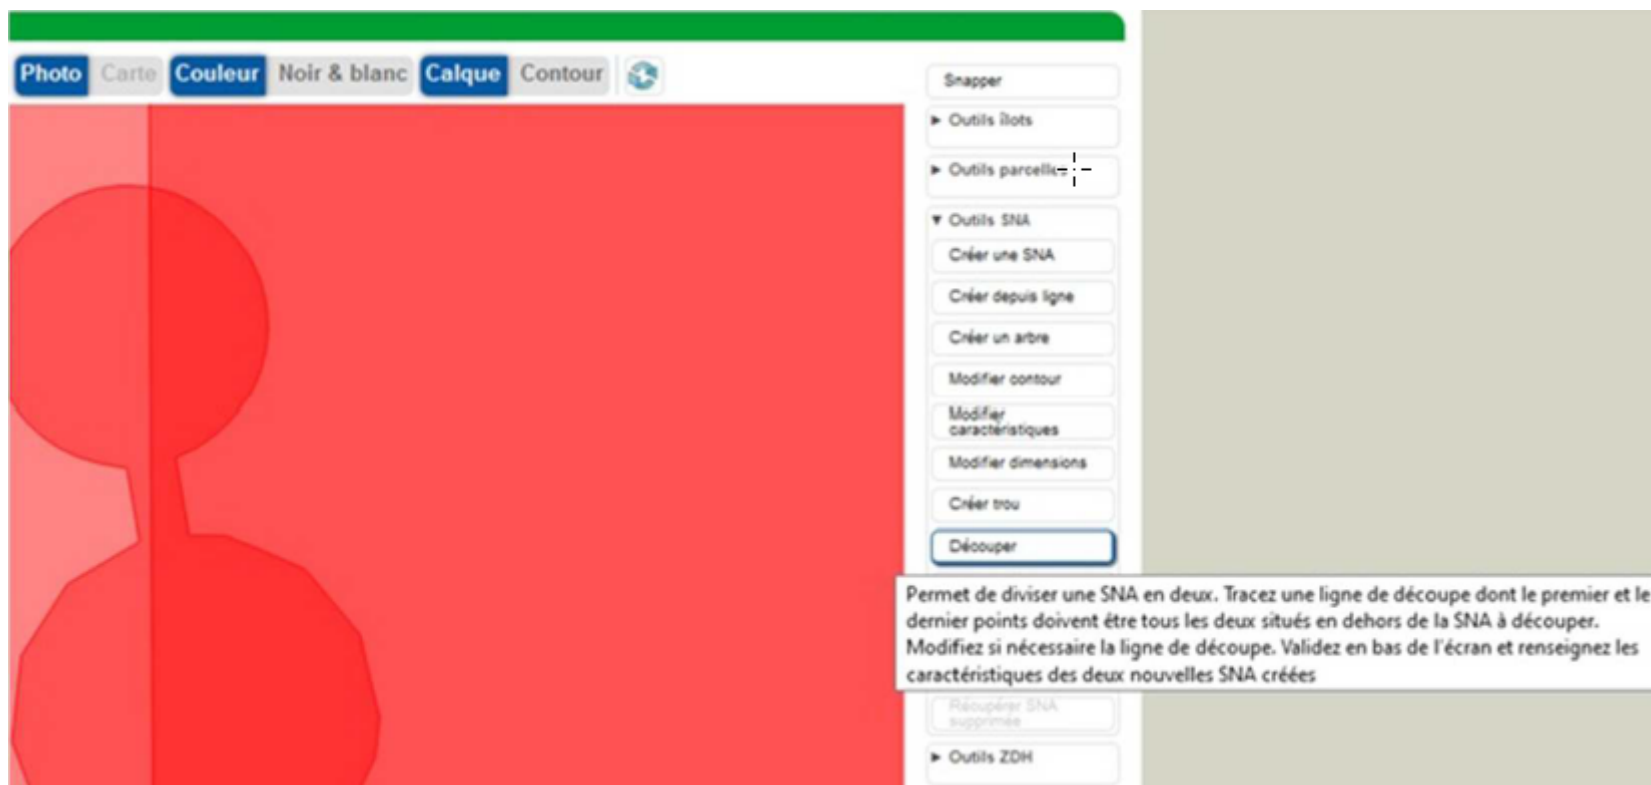 Photo Carte Couleur Noir & blanc Calque Contour
Snapper
Outils îlots
Outils parcelles
Outils SNA
Créer une SNA
Créer depuis ligne
Créer un arbre
Modifier contour
Modifier
caractéristiques
Modifier dimensions
Créer trou
Découper
Permet de diviser une SNA en deux. Tracez une ligne de découpe dont le premier et le
dernier points doivent être tous les deux situés en dehors de la SNA à découper.
Modifiez si nécessaire la ligne de découpe. Validez en bas de l'écran et renseignez les
caractéristiques des deux nouvelles SNA créées
Récupérer SNA
supprimée
Outils ZDH